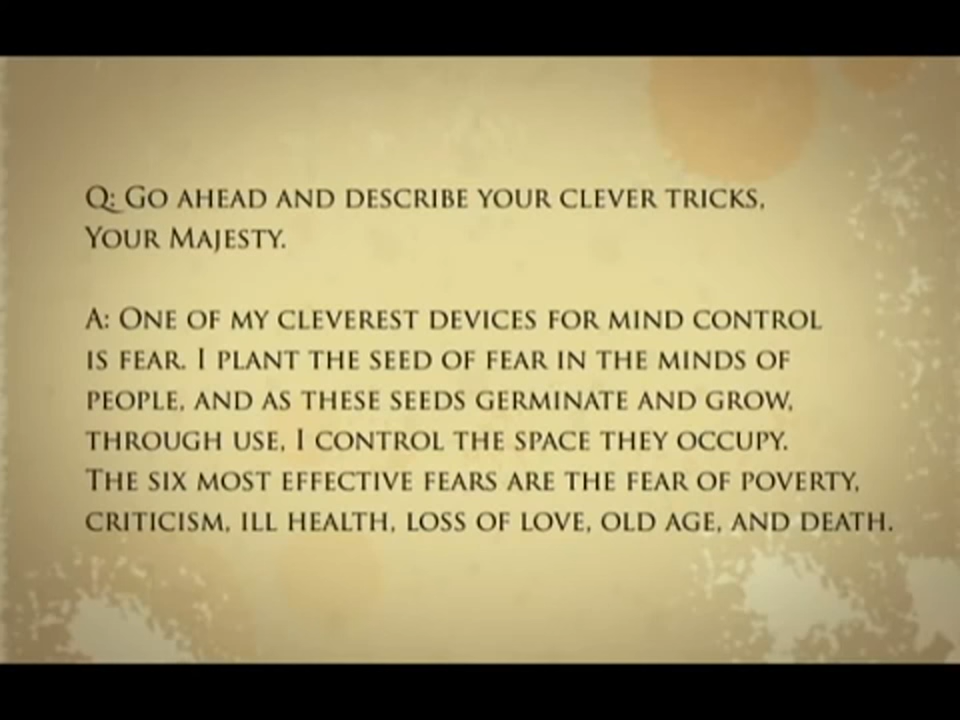 Q: Go ahead and describe your clever tricks,
Your Majesty.
A: One of my cleverest devices for mind control
is fear. I plant the seed of fear in the minds of
people, and as these seeds germinate and grow,
through use, I control the space they occupy.
The six most effective fears are the fear of poverty,
criticism, ill health, loss of love, old age, and death.